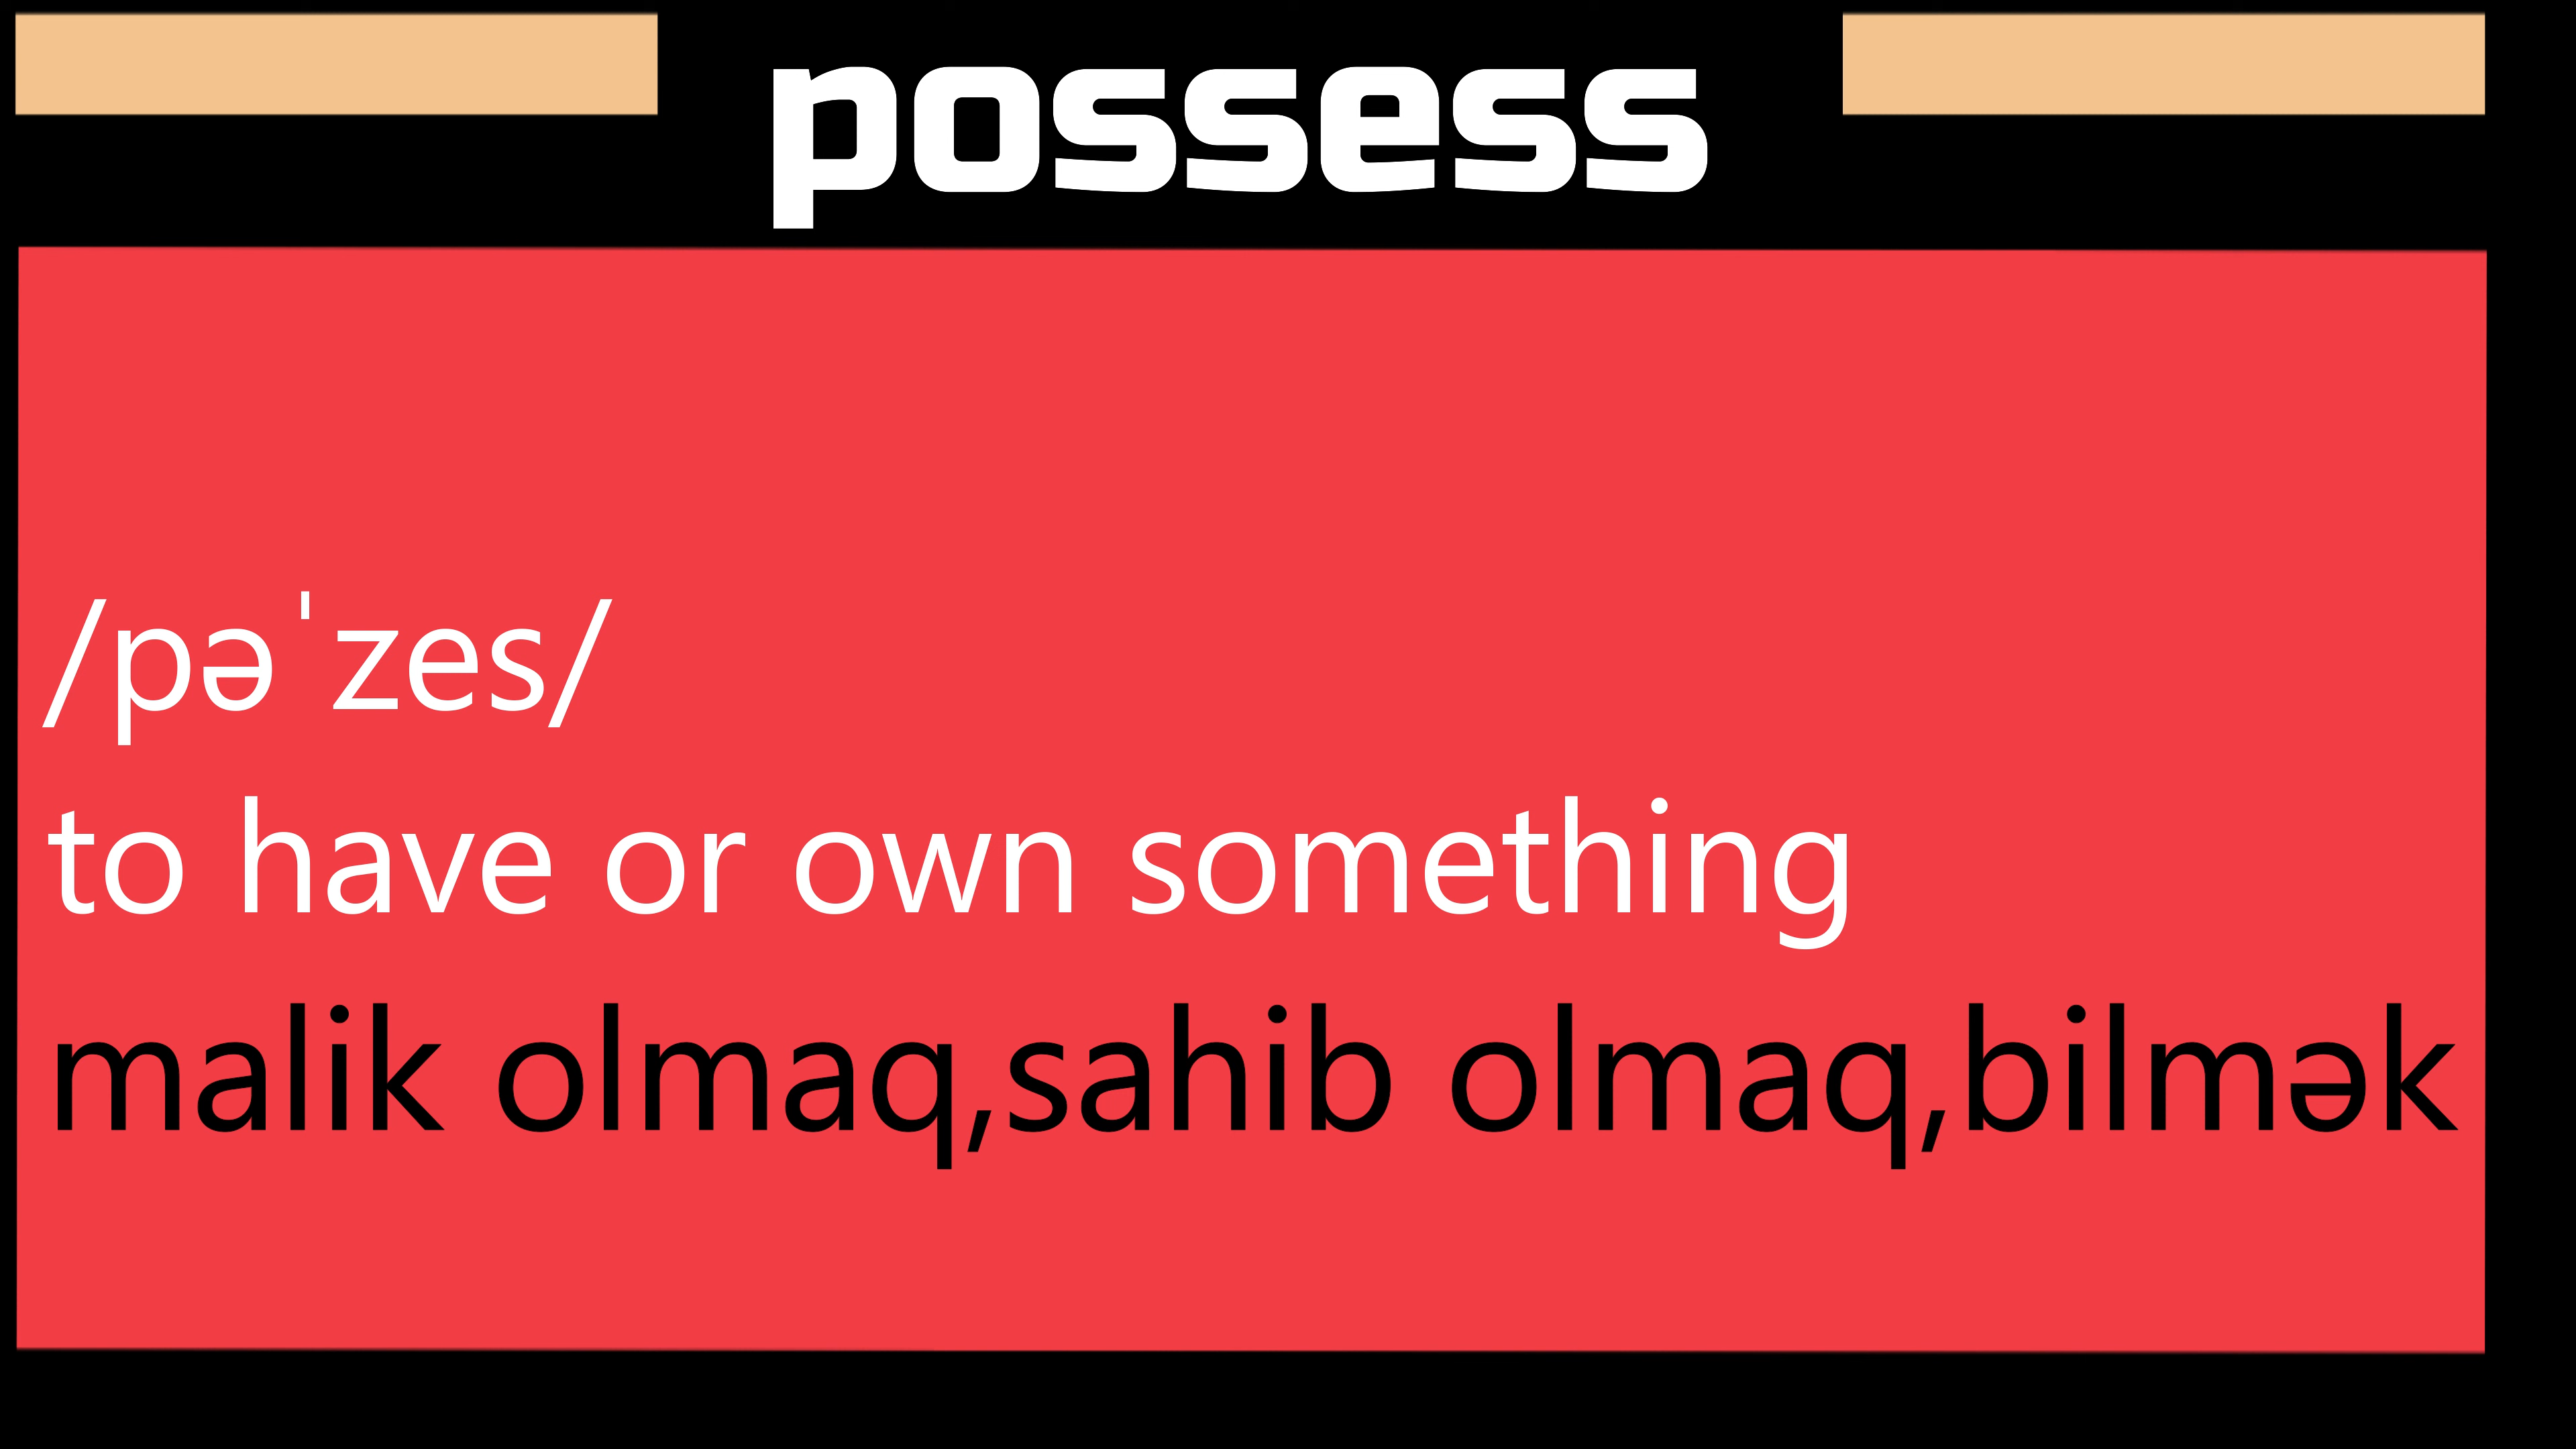 possess
/pəˈzes/
to have or own something
malik olmaq,sahib olmaq,bilmək